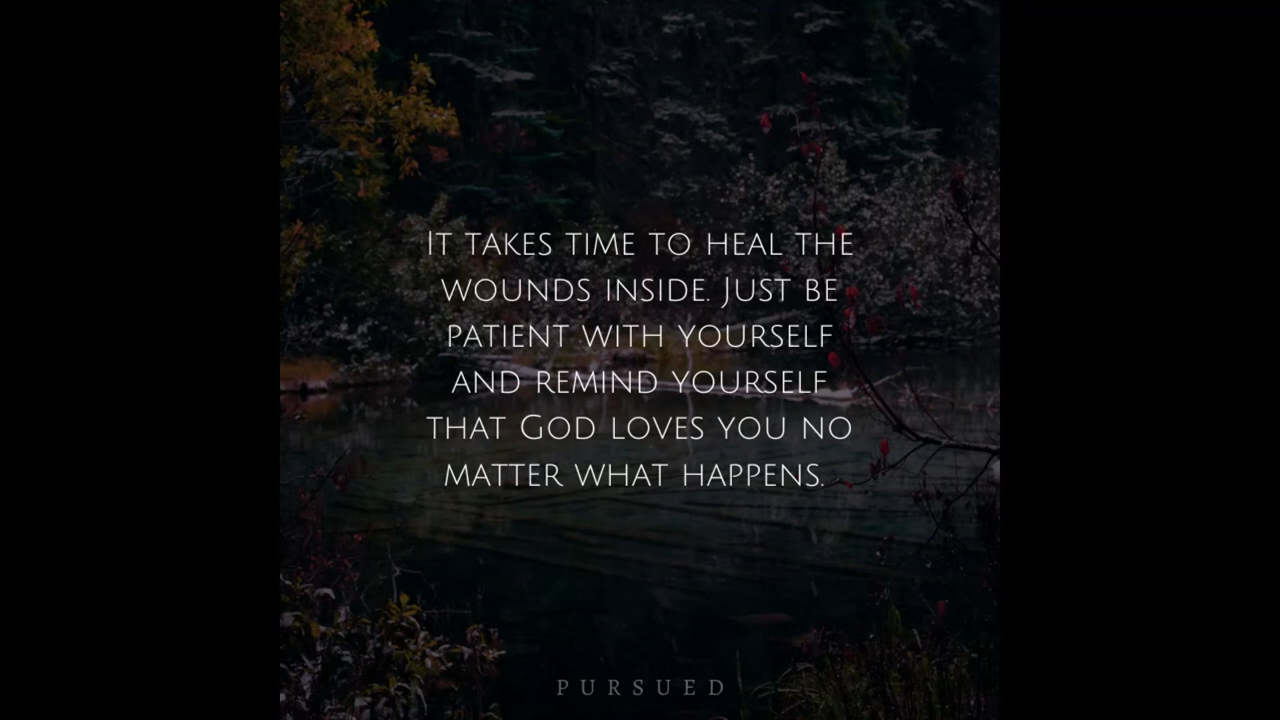 It takes time to heal the
wounds inside. Just be
patient with yourself
and remind yourself
that God loves you no
matter what happens.
PURSUED